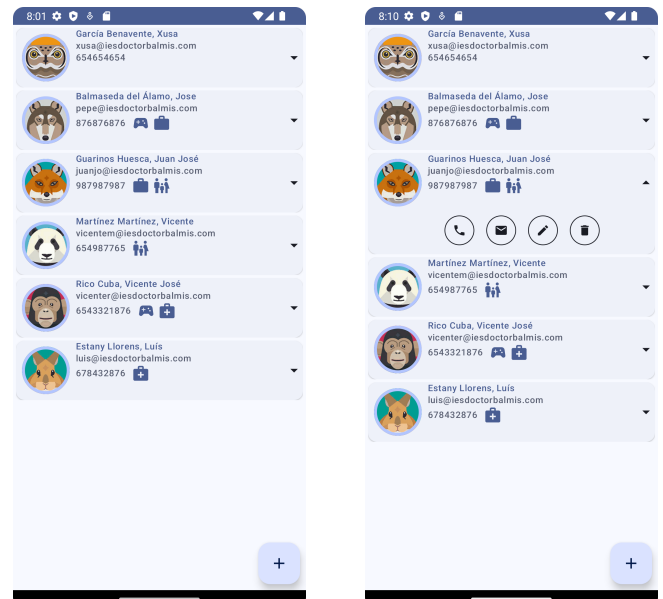 8:01
García Benavente, Xusa
xusa@iesdoctorbalmis.com
654654654
Balmaseda del Álamo, Jose
pepe@iesdoctorbalmis.com
876876876
Guarinos Huesca, Juan José
juanjo@iesdoctorbalmis.com
987987987
Martínez Martínez, Vicente
vicentem@iesdoctorbalmis.com
654987765
Rico Cuba, Vicente José
vicenter@iesdoctorbalmis.com
6543321876
Estany Llorens, Luís
luis@iesdoctorbalmis.com
678432876
+
8:10
García Benavente, Xusa
xusa@iesdoctorbalmis.com
654654654
Balmaseda del Álamo, Jose
pepe@iesdoctorbalmis.com
876876876
Guarinos Huesca, Juan José
juanjo@iesdoctorbalmis.com
987987987
Martínez Martínez, Vicente
vicentem@iesdoctorbalmis.com
654987765
Rico Cuba, Vicente José
vicenter@iesdoctorbalmis.com
6543321876
Estany Llorens, Luís
luis@iesdoctorbalmis.com
678432876
+